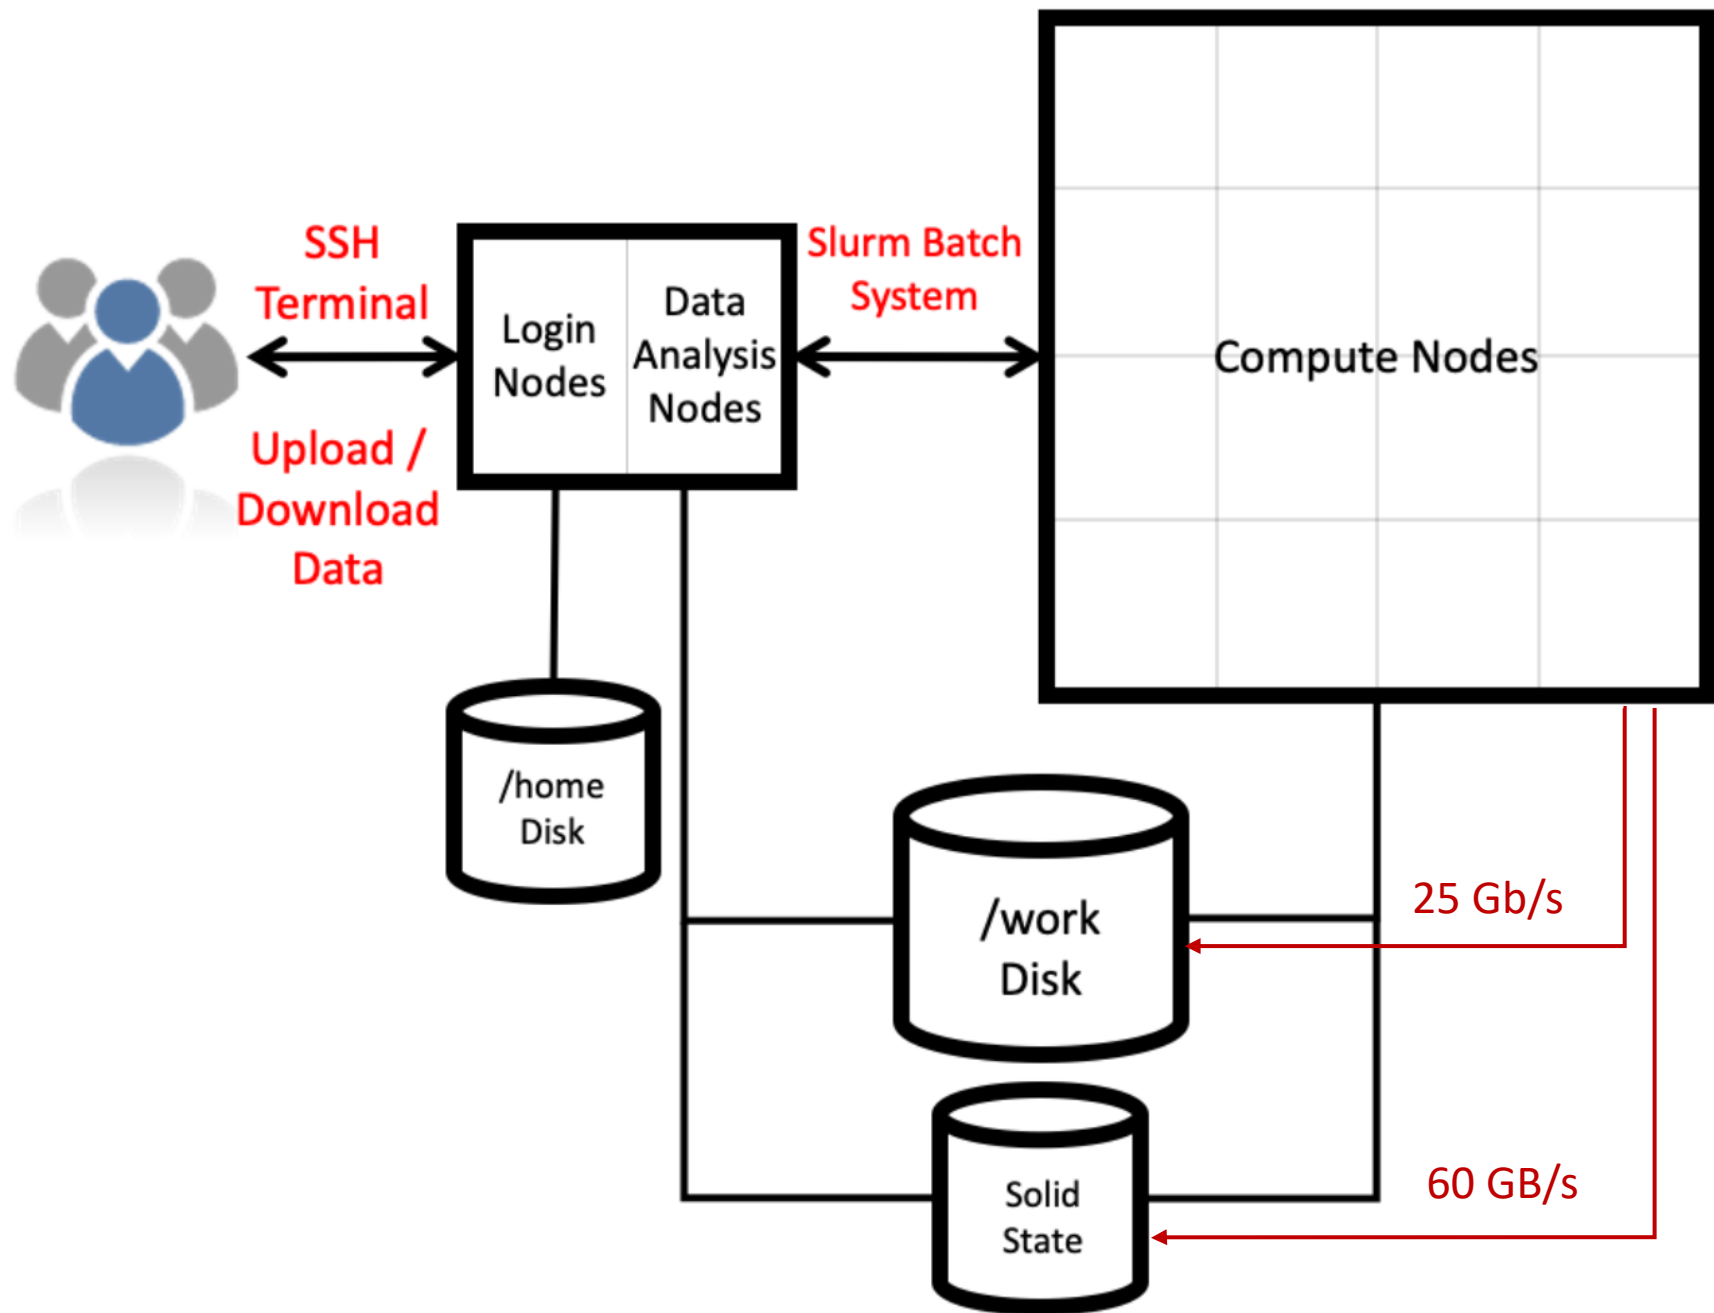 SSH
Terminal
Upload /
Download
Data
Login
Nodes
Data
Analysis
Nodes
Slurm Batch
System
Compute Nodes
/home
Disk
/work
Disk
25 Gb/s
Solid
State
60 GB/s